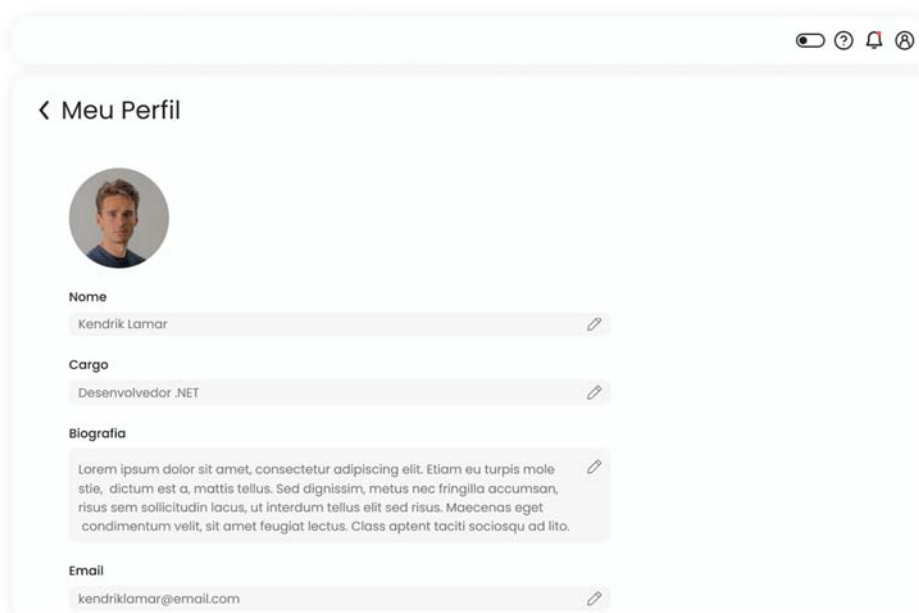 Meu Perfil
Nome
Kendrik Lamar
Cargo
Desenvolvedor .NET
Biografia
Lorem ipsum dolor sit amet, consectetur adipiscing elit. Etiam eu turpis mole
stie, dictum est a, mattis tellus. Sed dignissim, metus nec fringilla accumsan,
risus sem sollicitudin lacus, ut interdum tellus elit sed risus. Maecenas eget
condimentum velit, sit amet feugiat lectus. Class aptent taciti sociosqu ad lito.
Email
kendriklamar@email.com